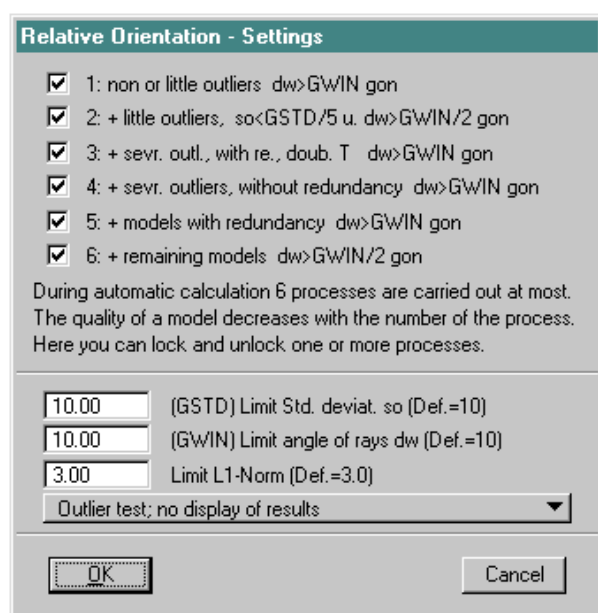 Relative Orientation - Settings
1: non or little outliers dw>GWIN gon
2: + little outliers, so<GSTD/5 u. dw>GWIN/2 gon
3: + sevr. outl., with re., doub. T dw>GWIN gon
4: + sevr. outliers, without redundancy dw>GWIN gon
5: + models with redundancy dw>GWIN gon
6: + remaining models dw>GWIN/2 gon
During automatic calculation 6 processes are carried out at most.
The quality of a model decreases with the number of the process.
Here you can lock and unlock one or more processes.
10.00 (GSTD) Limit Std. deviat. so (Def.=10)
10.00 (GWIN) Limit angle of rays dw (Def.=10)
3.00 Limit L1-Norm (Def.=3.0)
Outlier test; no display of results
OK Cancel